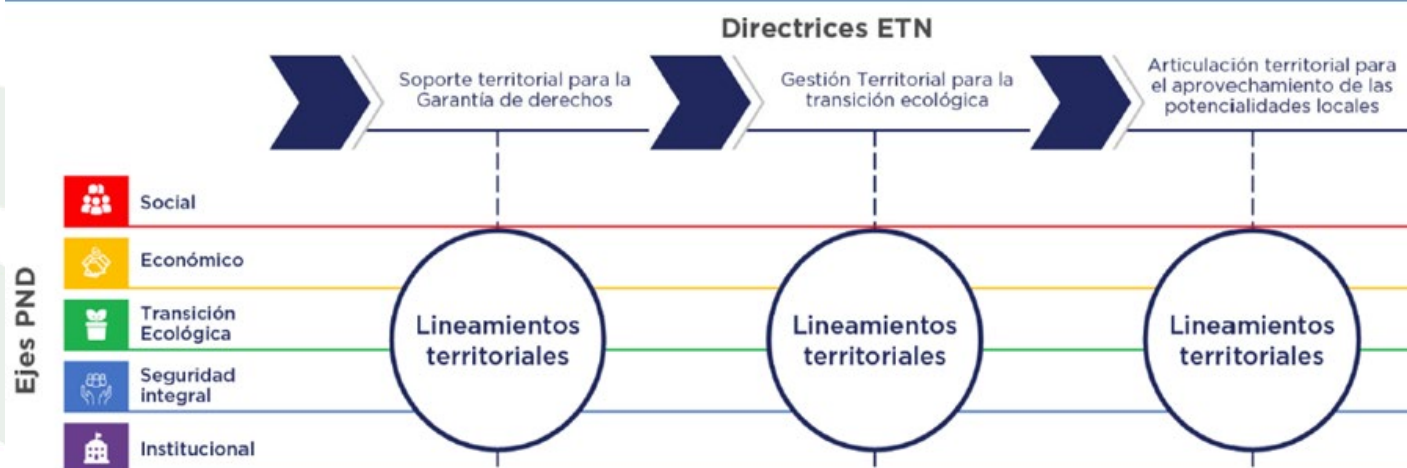 Directrices ETN
Soporte territorial para la
Garantía de derechos
Gestión Territorial para la
transición ecológica
Articulación territorial para
el aprovechamiento de las
potencialidades locales
Ejes PND
Social
Económico
Transición
Ecológica
Seguridad
integral
Institucional
Lineamientos
territoriales
Lineamientos
territoriales
Lineamientos
territoriales